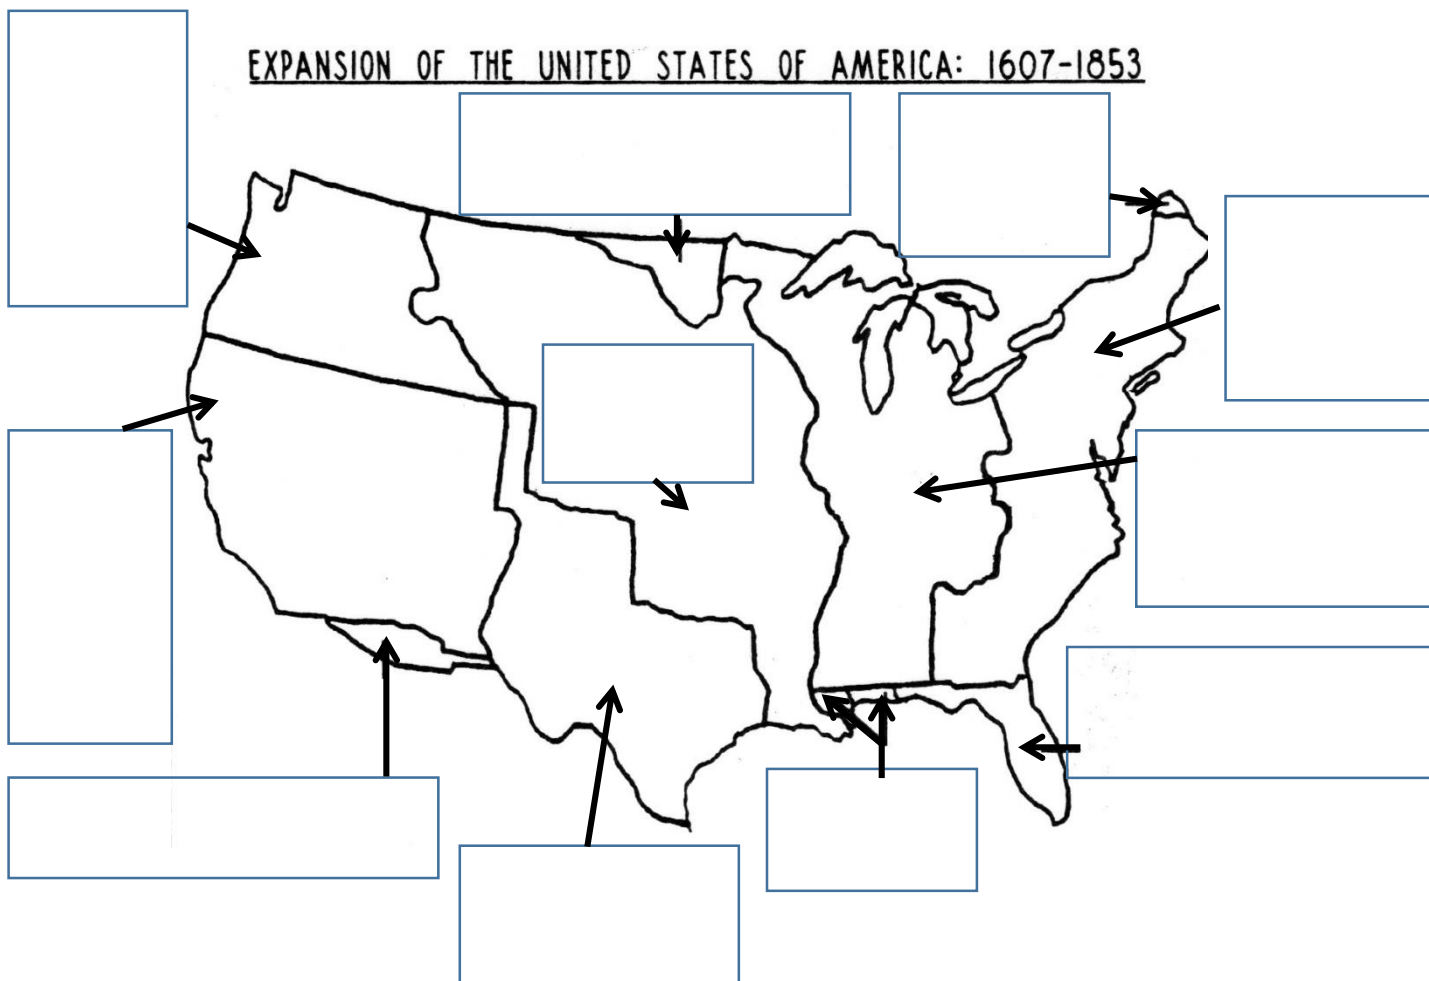 EXPANSION OF THE UNITED STATES OF AMERICA: 1607-1853